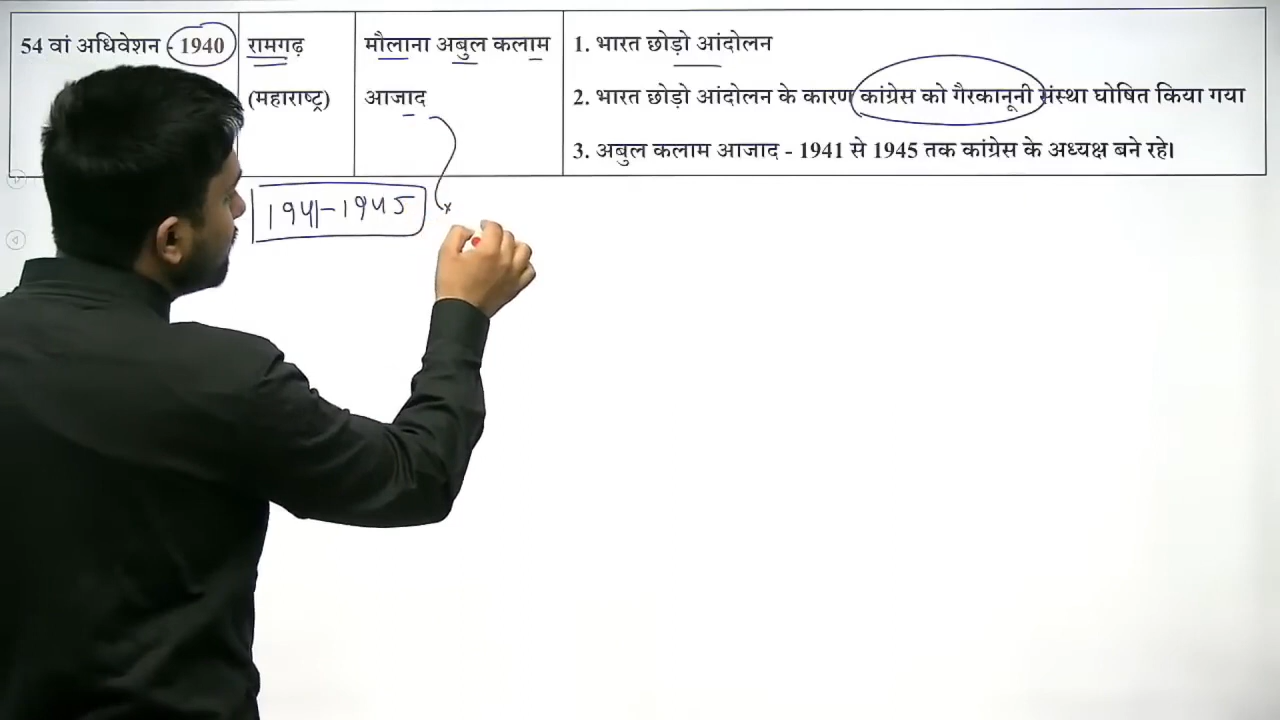 54 वां अधिवेशन - 1940
रामगढ़
(महाराष्ट्र)
मौलाना अबुल कलाम
आजाद
1. भारत छोड़ो आंदोलन
2. भारत छोड़ो आंदोलन के कारण कांग्रेस को गैरकानूनी संस्था घोषित किया गया
3. अबुल कलाम आजाद - 1941 से 1945 तक कांग्रेस के अध्यक्ष बने रहे।
1941-1945